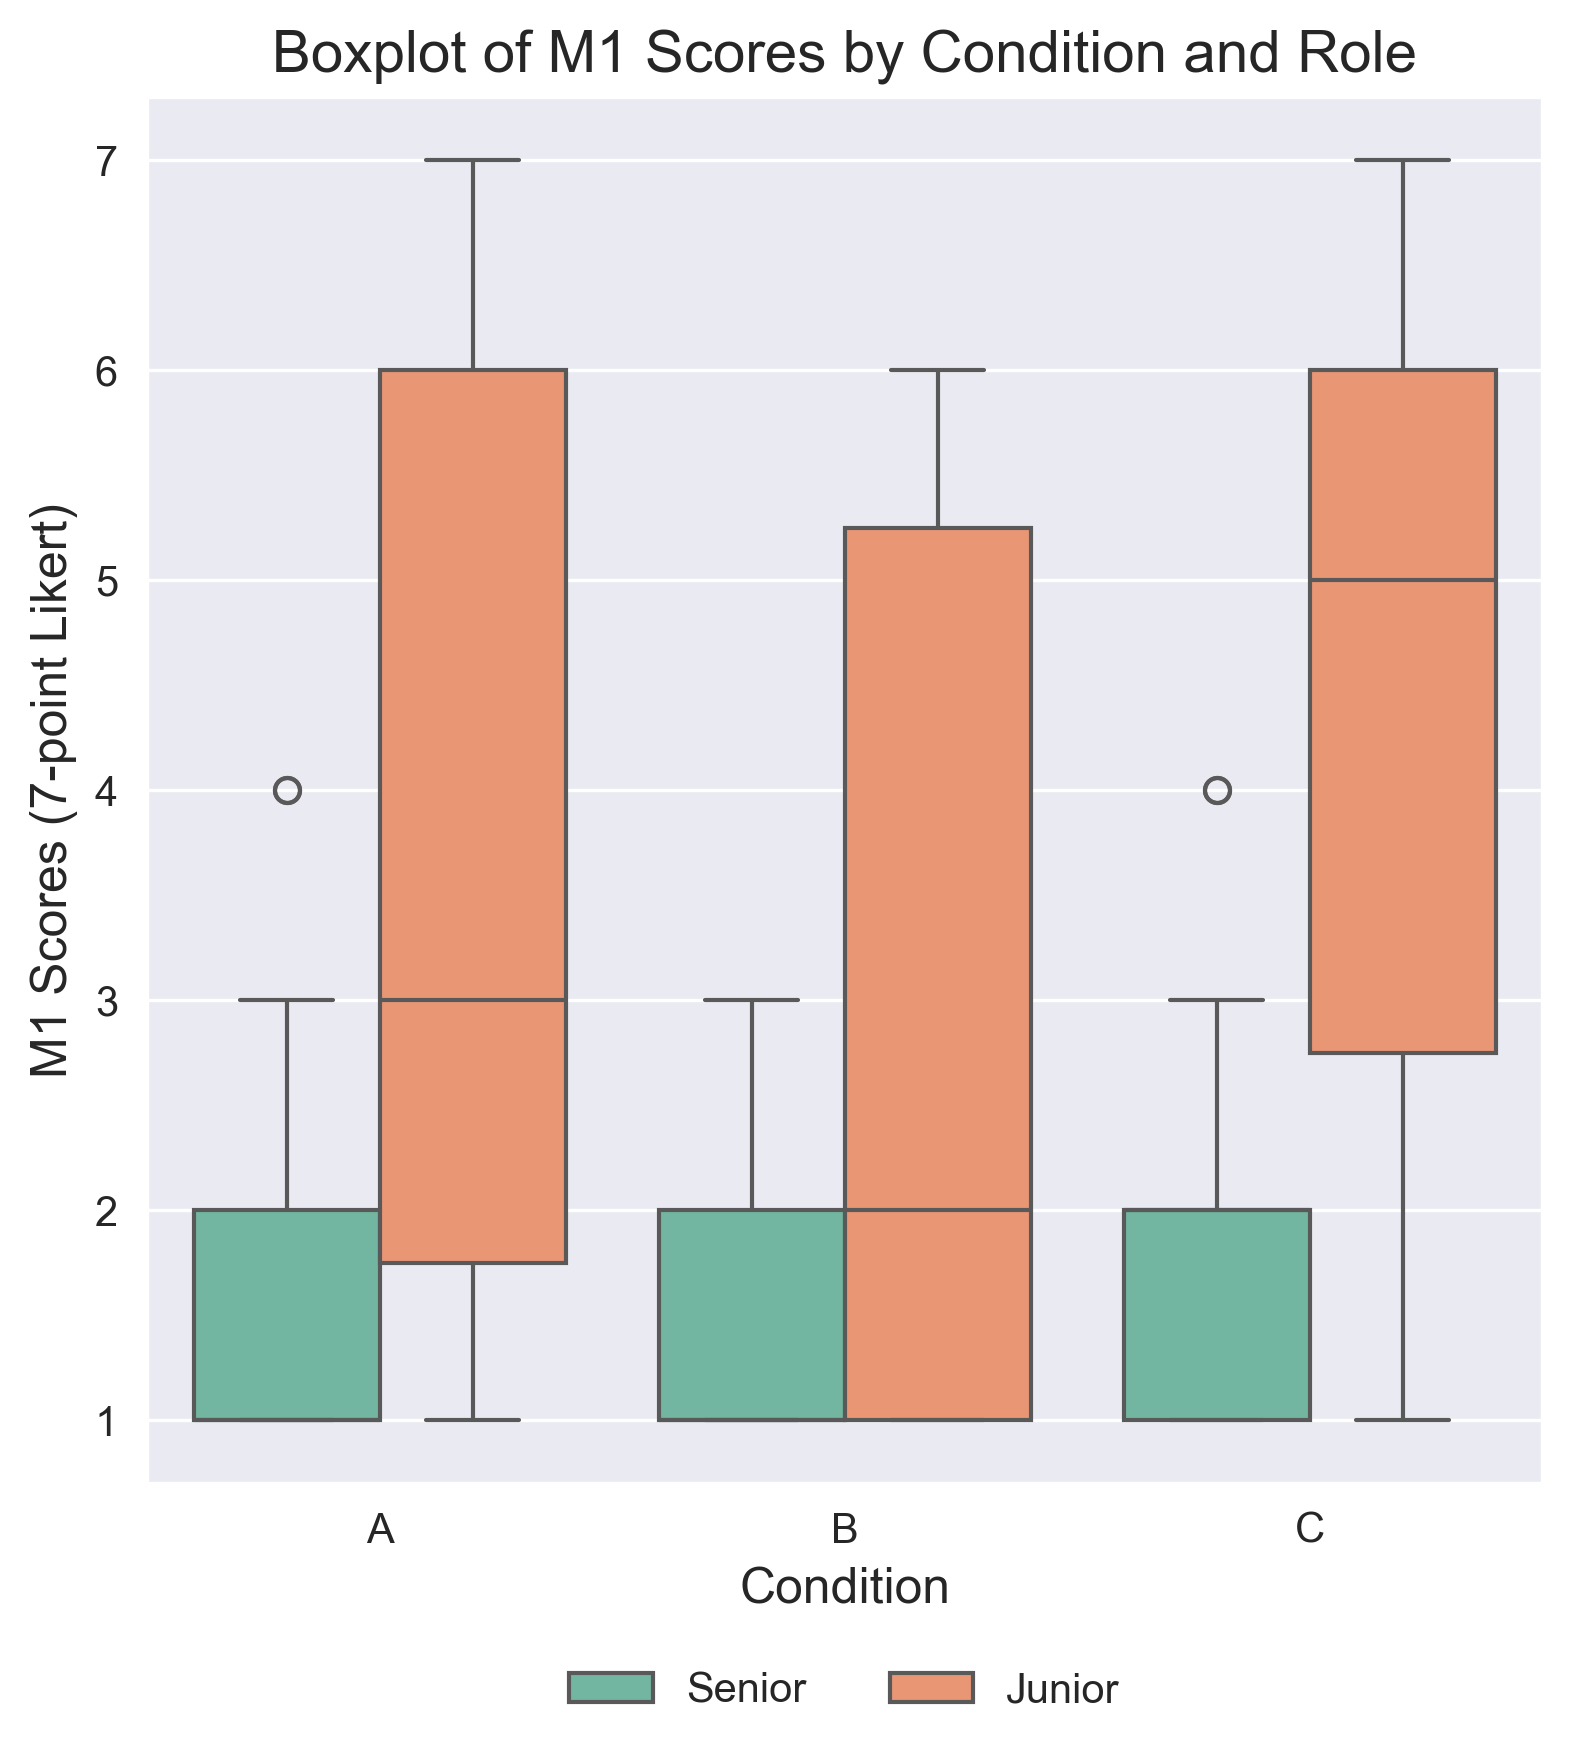 Boxplot of M1 Scores by Condition and Role
M1 Scores (7-point Likert)
7
6
5
4
3
2
1
A B C
Condition
Senior Junior